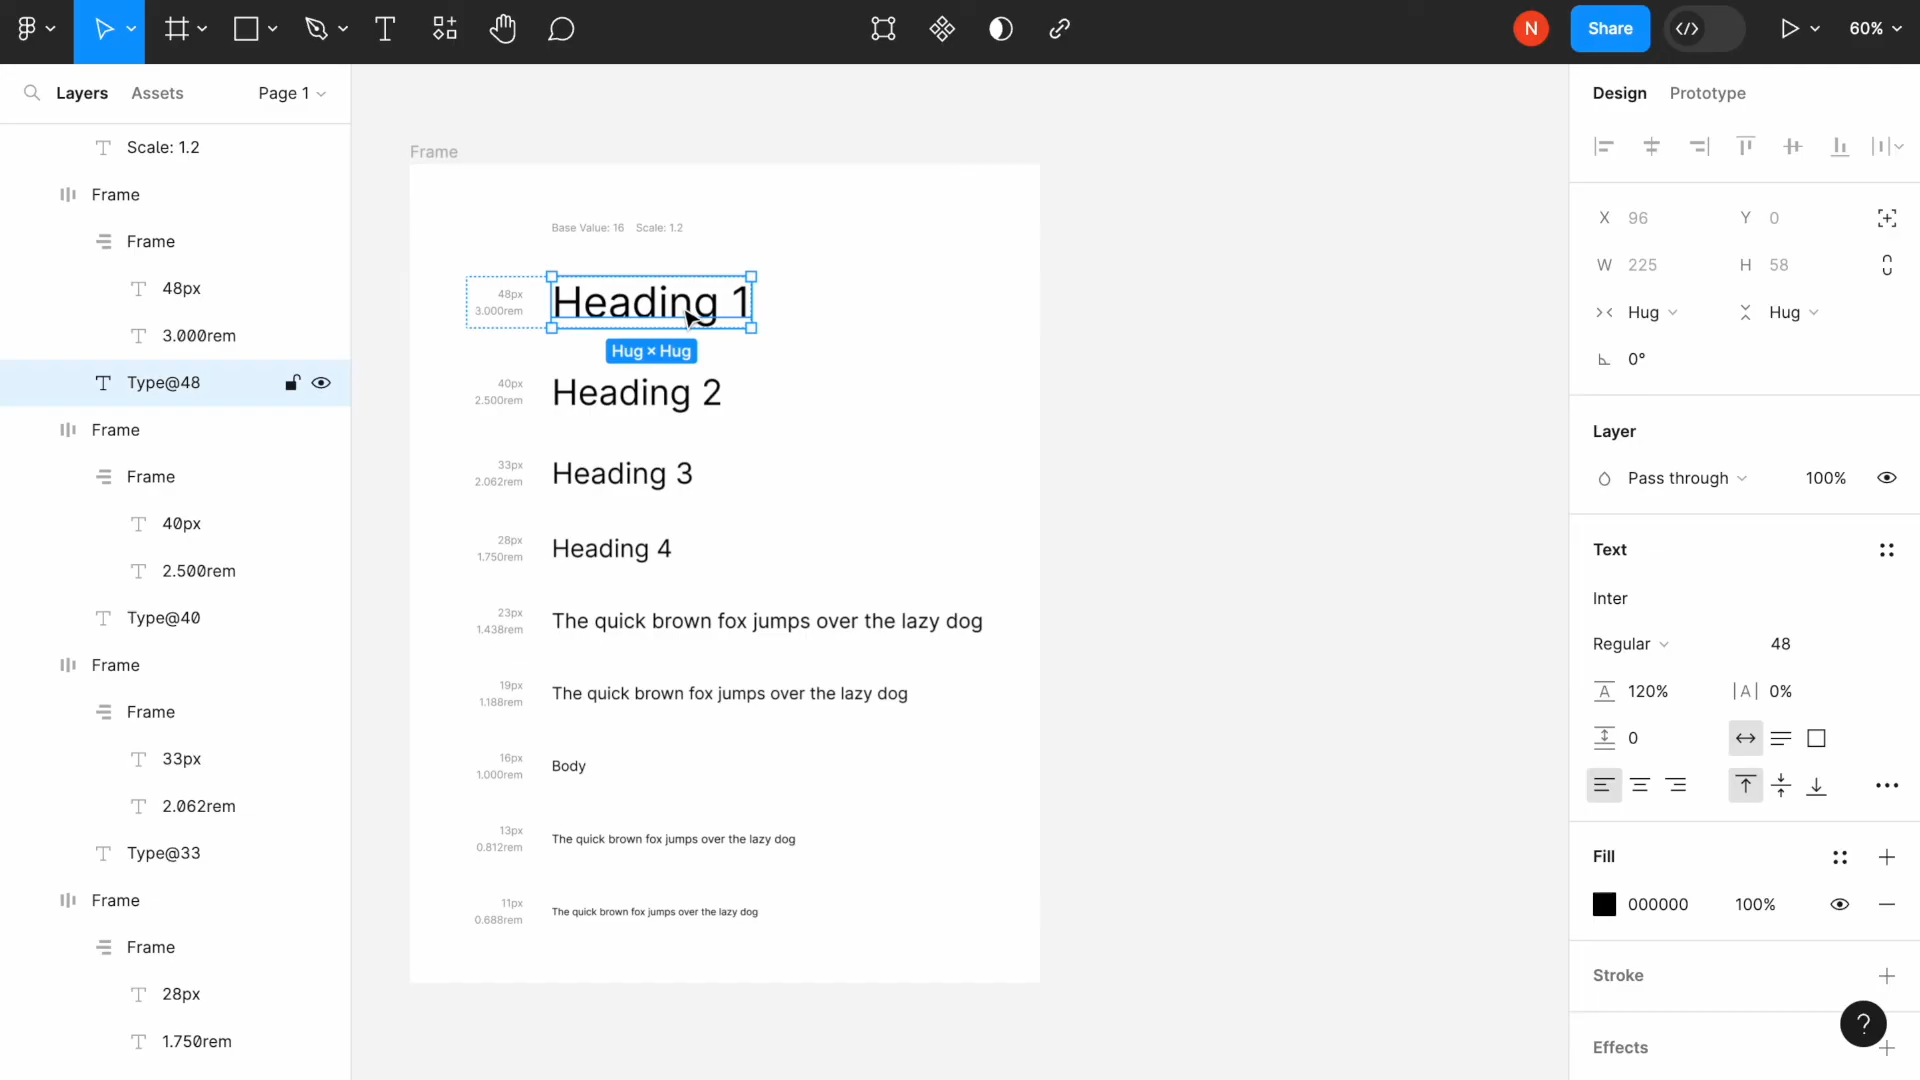 N
Share
60%
Layers
Assets
Page 1
Scale: 1.2
Frame
Frame
48px
3.000rem
Type@48
Frame
Frame
40px
2.500rem
Type@40
Frame
Frame
33px
2.062rem
Type@33
Frame
Frame
28px
1.750rem
Frame
Base Value: 16 Scale: 1.2
48px
3.000rem
Heading 1
Hug × Hug
40px
2.500rem
Heading 2
33px
2.062rem
Heading 3
28px
1.750rem
Heading 4
23px
1.438rem
The quick brown fox jumps over the lazy dog
19px
1.188rem
The quick brown fox jumps over the lazy dog
16px
1.000rem
Body
13px
0.812rem
The quick brown fox jumps over the lazy dog
11px
0.688rem
The quick brown fox jumps over the lazy dog
Design
Prototype
X 96
Y 0
W 225
H 58
Hug
Hug
0°
Layer
Pass through
100%
Text
Inter
Regular
48
A 120%
|A| 0%
0
Fill
000000
100%
Stroke
?
Effects